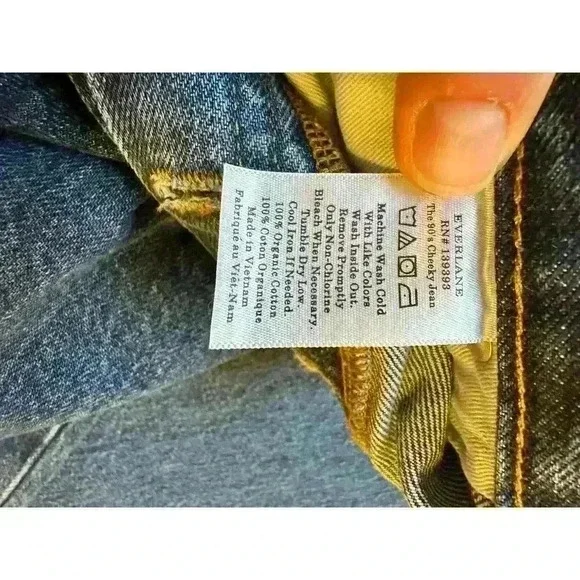 EVERLANE
RN# 139393
The 90's Cheeky Jean
Machine Wash Cold
With Like Colors
Wash Inside Out.
Remove Promptly
Only Non-Chlorine
Bleach When Necessary.
Tumble Dry Low.
Cool Iron If Needed.
100% Organic Cotton
100% Coton Organique
Made in Vietnam
Fabriqué au Viêt-Nam